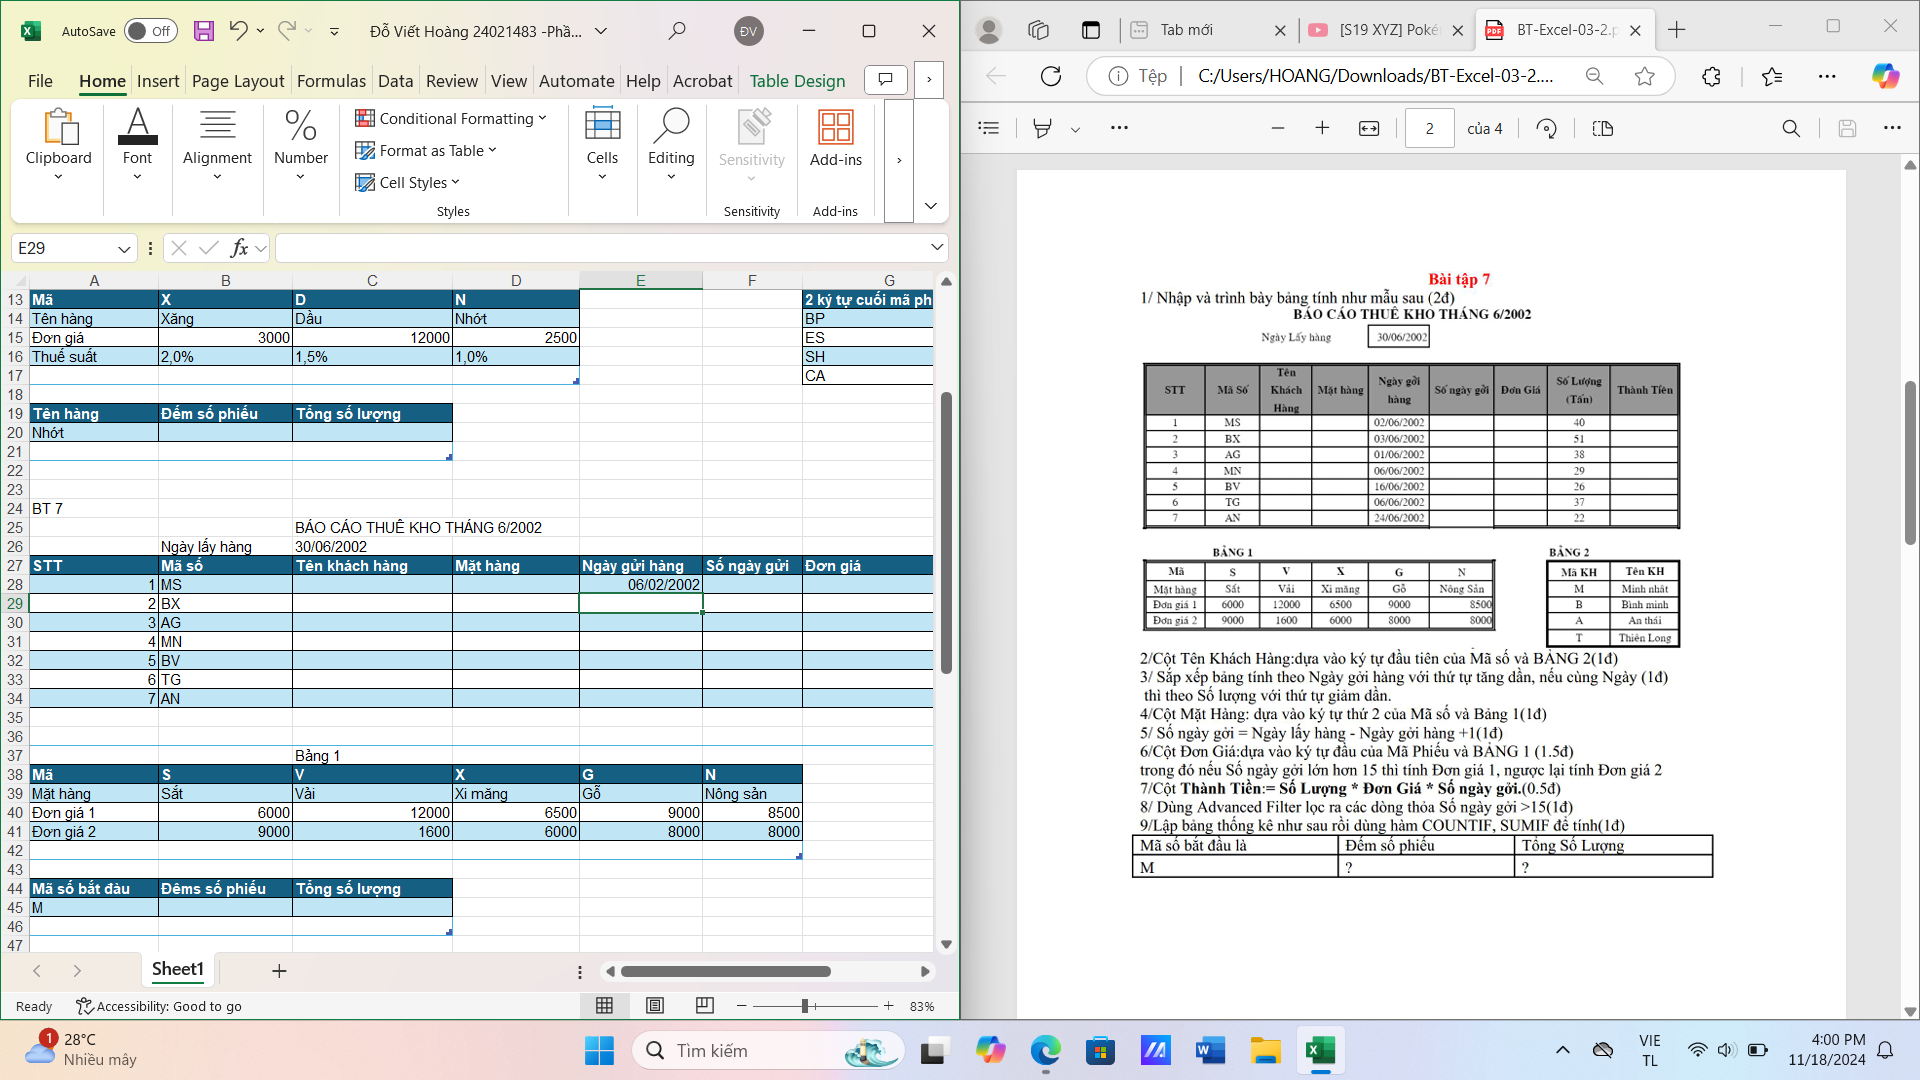 AutoSave Off Đỗ Viết Hoàng 24021483 -Phầ... ĐV
File Home Insert Page Layout Formulas Data Review View Automate Help Acrobat Table Design
Clipboard Font Alignment Number Conditional Formatting Format as Table Cell Styles Cells Editing Sensitivity Add-ins
Styles Sensitivity Add-ins
E29 fx
A B C D E F G
13 Mã X D N 2 ký tự cuối mã ph
14 Tên hàng Xăng Dầu Nhớt BP
15 Đơn giá 3000 12000 2500 ES
16 Thuế suất 2,0% 1,5% 1,0% SH
17 CA
18
19 Tên hàng Đếm số phiếu Tổng số lượng
20 Nhớt
21
22
23
24 BT 7
25 BÁO CÁO THUÊ KHO THÁNG 6/2002
26 Ngày lấy hàng 30/06/2002
27 STT Mã số Tên khách hàng Mặt hàng Ngày gửi hàng Số ngày gửi Đơn giá
28 1 MS 06/02/2002
29 2 BX
30 3 AG
31 4 MN
32 5 BV
33 6 TG
34 7 AN
35
36
37 Bảng 1
38 Mã S V X G N
39 Mặt hàng Sắt Vải Xi măng Gỗ Nông sản
40 Đơn giá 1 6000 12000 6500 9000 8500
41 Đơn giá 2 9000 1600 6000 8000 8000
42
43
44 Mã số bắt đàu Đêms số phiếu Tổng số lượng
45 M
46
47
Sheet1
Ready Accessibility: Good to go 83%
Tab mới [S19 XYZ] Poké BT-Excel-03-2.p
Tệp C:/Users/HOANG/Downloads/BT-Excel-03-2....
2 của 4
Bài tập 7
1/ Nhập và trình bày bảng tính như mẫu sau (2đ)
BÁO CÁO THUÊ KHO THÁNG 6/2002
Ngày Lấy hàng 30/06/2002
STT Mã Số Tên Khách Hàng Mặt hàng Ngày gởi hàng Số ngày gởi Đơn Giá Số Lượng (Tấn) Thành Tiền
1 MS 02/06/2002 40
2 BX 03/06/2002 51
3 AG 01/06/2002 38
4 MN 06/06/2002 29
5 BV 16/06/2002 26
6 TG 06/06/2002 37
7 AN 24/06/2002 22
BẢNG 1 BẢNG 2
Mã S V X G N Mã KH Tên KH
Mặt hàng Sắt Vải Xi măng Gỗ Nông Sản M Minh nhât
Đơn giá 1 6000 12000 6500 9000 8500 B Bình minh
Đơn giá 2 9000 1600 6000 8000 8000 A An thái
T Thiên Long
2/Cột Tên Khách Hàng:dựa vào ký tự đầu tiên của Mã số và BẢNG 2(1đ)
3/ Sắp xếp bảng tính theo Ngày gởi hàng với thứ tự tăng dần, nếu cùng Ngày (1đ)
thì theo Số lượng với thứ tự giảm dần.
4/Cột Mặt Hàng: dựa vào ký tự thứ 2 của Mã số và Bảng 1(1đ)
5/ Số ngày gởi = Ngày lấy hàng - Ngày gởi hàng +1(1đ)
6/Cột Đơn Giá:dựa vào ký tự đầu của Mã Phiếu và BẢNG 1 (1.5đ)
trong đó nếu Số ngày gởi lớn hơn 15 thì tính Đơn giá 1, ngược lại tính Đơn giá 2
7/Cột Thành Tiền:= Số Lượng * Đơn Giá * Số ngày gởi.(0.5đ)
8/ Dùng Advanced Filter lọc ra các dòng thỏa Số ngày gởi >15(1đ)
9/Lập bảng thống kê như sau rồi dùng hàm COUNTIF, SUMIF để tính(1đ)
Mã số bắt đầu là Đếm số phiếu Tổng Số Lượng
M ? ?
1 28°C
Nhiều mây
Tìm kiếm
VIE
TL
4:00 PM
11/18/2024